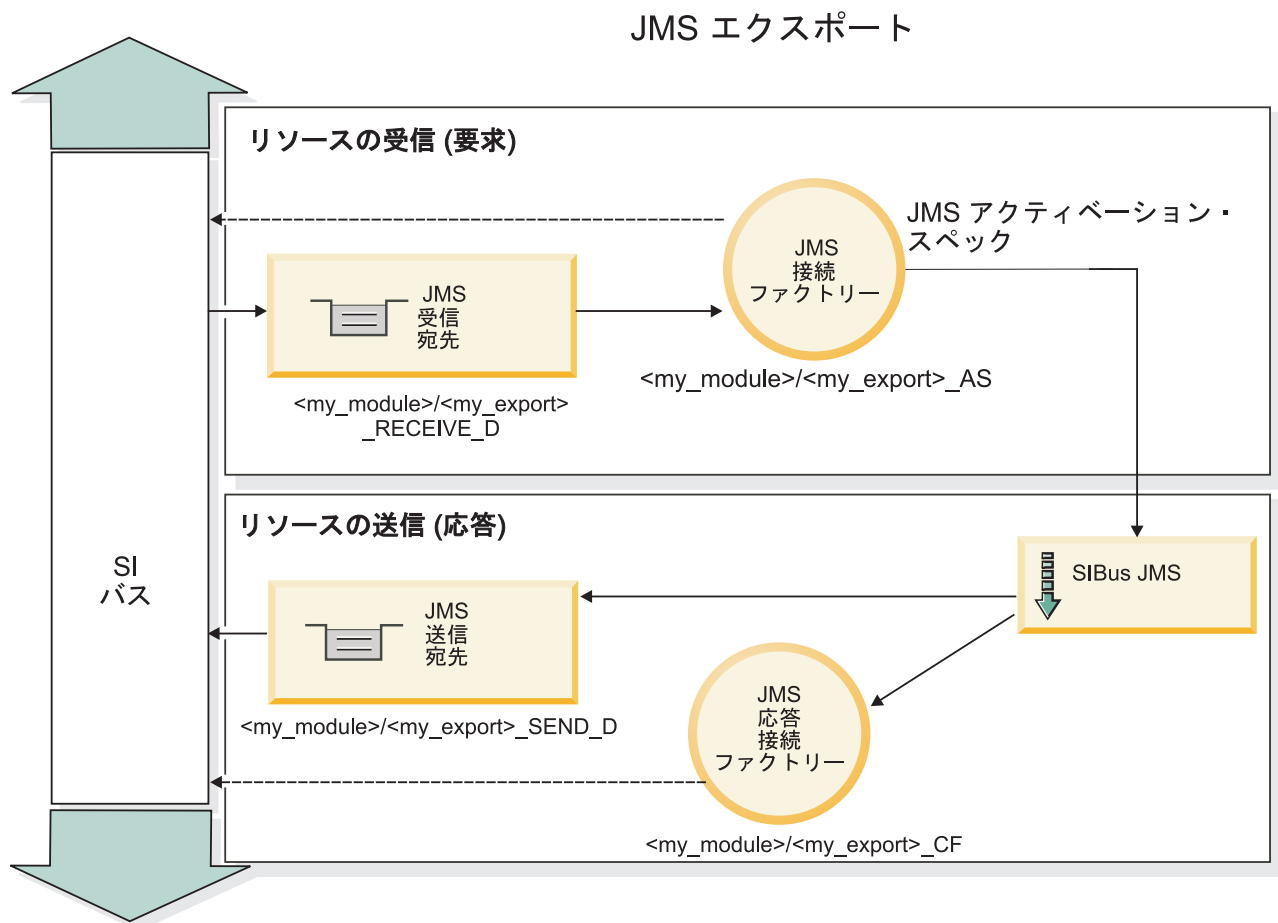 JMS エクスポート
リソースの受信 (要求)
JMS アクティベーション・
スペック
JMS
接続
ファクトリー
JMS
受信
宛先
<my_module>/<my_export>_AS
<my_module>/<my_export>
_RECEIVE_D
リソースの送信 (応答)
SI
バス
SIBus JMS
JMS
送信
宛先
<my_module>/<my_export>_SEND_D
JMS
応答
接続
ファクトリー
<my_module>/<my_export>_CF